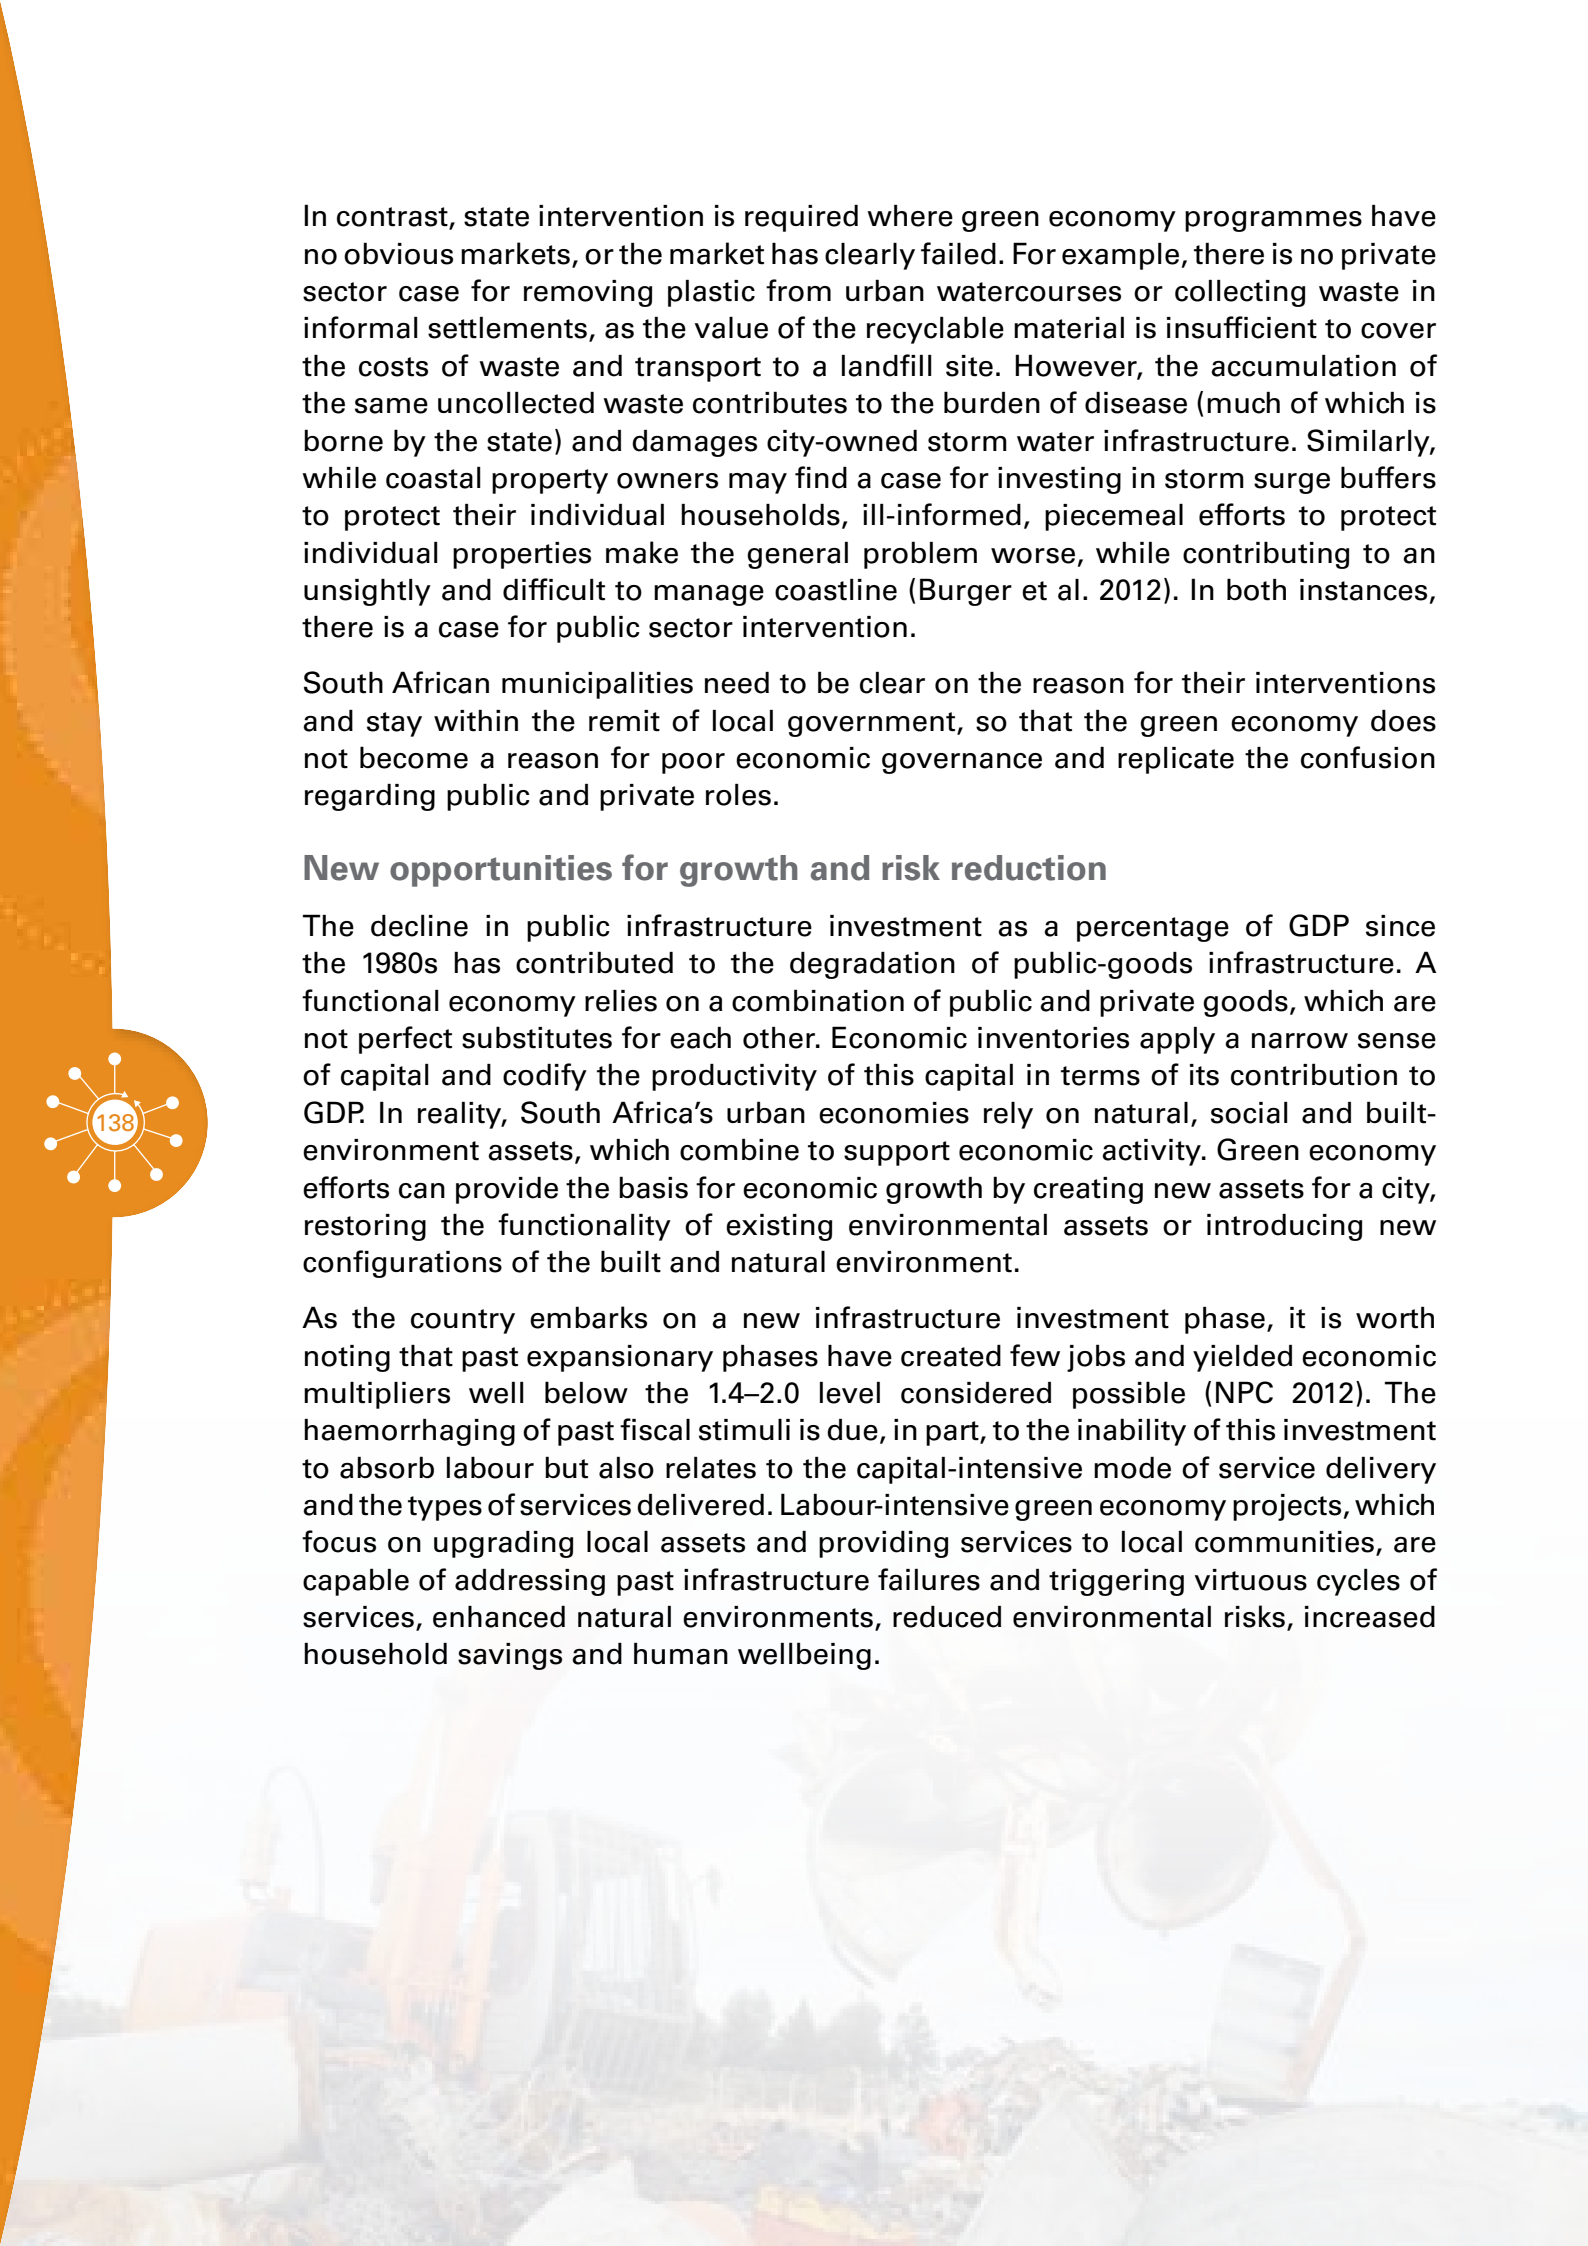 In contrast, state intervention is required where green economy programmes have
no obvious markets, or the market has clearly failed. For example, there is no private
sector case for removing plastic from urban watercourses or collecting waste in
informal settlements, as the value of the recyclable material is insufficient to cover
the costs of waste and transport to a landfill site. However, the accumulation of
the same uncollected waste contributes to the burden of disease (much of which is
borne by the state) and damages city-owned storm water infrastructure. Similarly,
while coastal property owners may find a case for investing in storm surge buffers
to protect their individual households, ill-informed, piecemeal efforts to protect
individual properties make the general problem worse, while contributing to an
unsightly and difficult to manage coastline (Burger et al. 2012). In both instances,
there is a case for public sector intervention.
South African municipalities need to be clear on the reason for their interventions
and stay within the remit of local government, so that the green economy does
not become a reason for poor economic governance and replicate the confusion
regarding public and private roles.
New opportunities for growth and risk reduction
The decline in public infrastructure investment as a percentage of GDP since
the 1980s has contributed to the degradation of public-goods infrastructure. A
functional economy relies on a combination of public and private goods, which are
not perfect substitutes for each other. Economic inventories apply a narrow sense
of capital and codify the productivity of this capital in terms of its contribution to
GDP. In reality, South Africa's urban economies rely on natural, social and built-
environment assets, which combine to support economic activity. Green economy
efforts can provide the basis for economic growth by creating new assets for a city,
restoring the functionality of existing environmental assets or introducing new
configurations of the built and natural environment.
As the country embarks on a new infrastructure investment phase, it is worth
noting that past expansionary phases have created few jobs and yielded economic
multipliers well below the 1.4–2.0 level considered possible (NPC 2012). The
haemorrhaging of past fiscal stimuli is due, in part, to the inability of this investment
to absorb labour but also relates to the capital-intensive mode of service delivery
and the types of services delivered. Labour-intensive green economy projects, which
focus on upgrading local assets and providing services to local communities, are
capable of addressing past infrastructure failures and triggering virtuous cycles of
services, enhanced natural environments, reduced environmental risks, increased
household savings and human wellbeing.
138